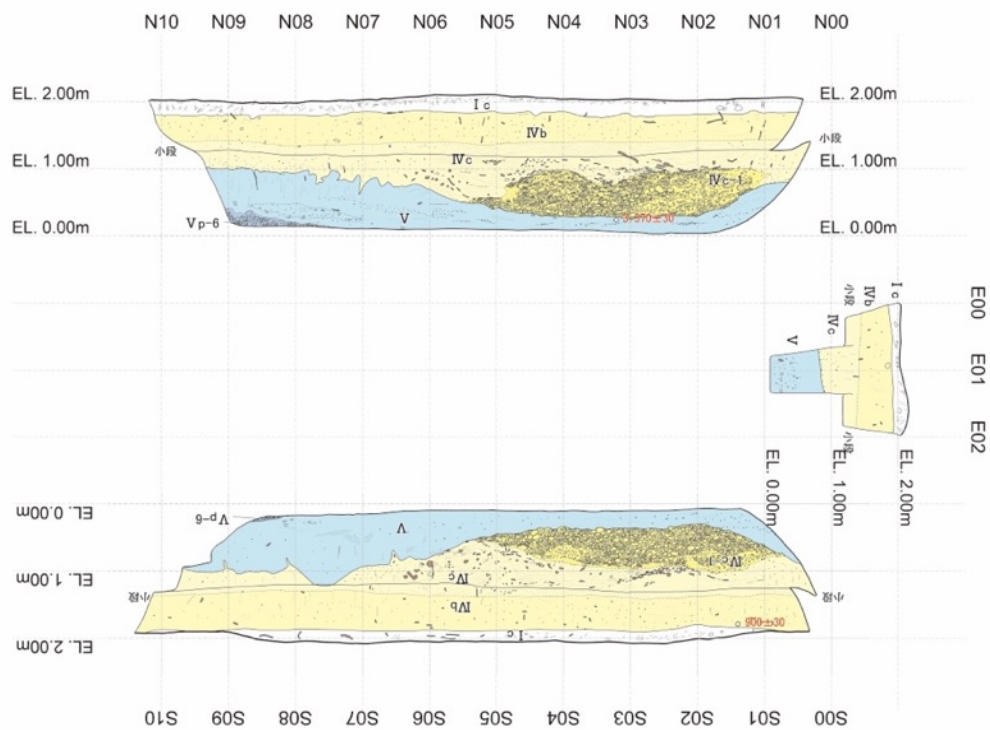 N10 N09 N08 N07 N06 N05 N04 N03 N02 N01 N00
EL. 2.00m Ⅰc EL. 2.00m
Ⅳb
小段 小段
EL. 1.00m Ⅳc EL. 1.00m
Ⅳc-1
Ⅴp-6 Ⅴ
EL. 0.00m EL. 0.00m
小段 Ⅳb Ⅰc
Ⅳc
Ⅴ
E00
E01
E02
小段
EL. 0.00m
EL. 1.00m
EL. 2.00m
EL. 0.00m Ⅴp-6 Ⅴ
EL. 1.00m Ⅳc Ⅳc-1
小段 Ⅳb 小段
900±30
EL. 2.00m Ⅰc
S10 S09 S08 S07 S06 S05 S04 S03 S02 S01 S00